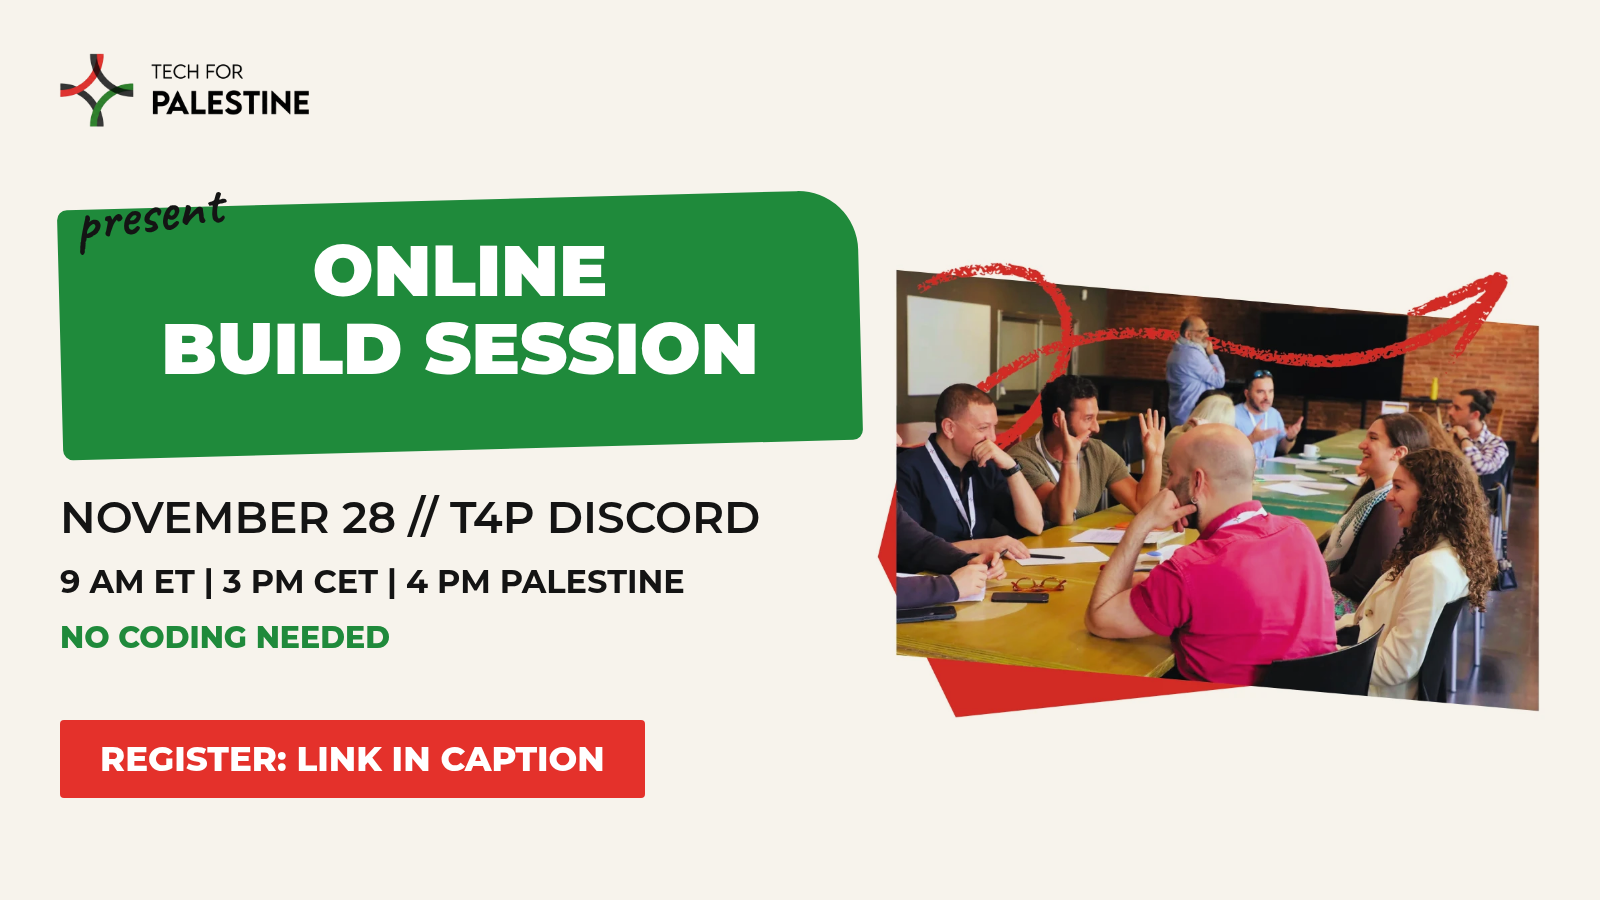 TECH FOR
PALESTINE
present
ONLINE
BUILD SESSION
NOVEMBER 28 // T4P DISCORD
9 AM ET | 3 PM CET | 4 PM PALESTINE
NO CODING NEEDED
REGISTER: LINK IN CAPTION